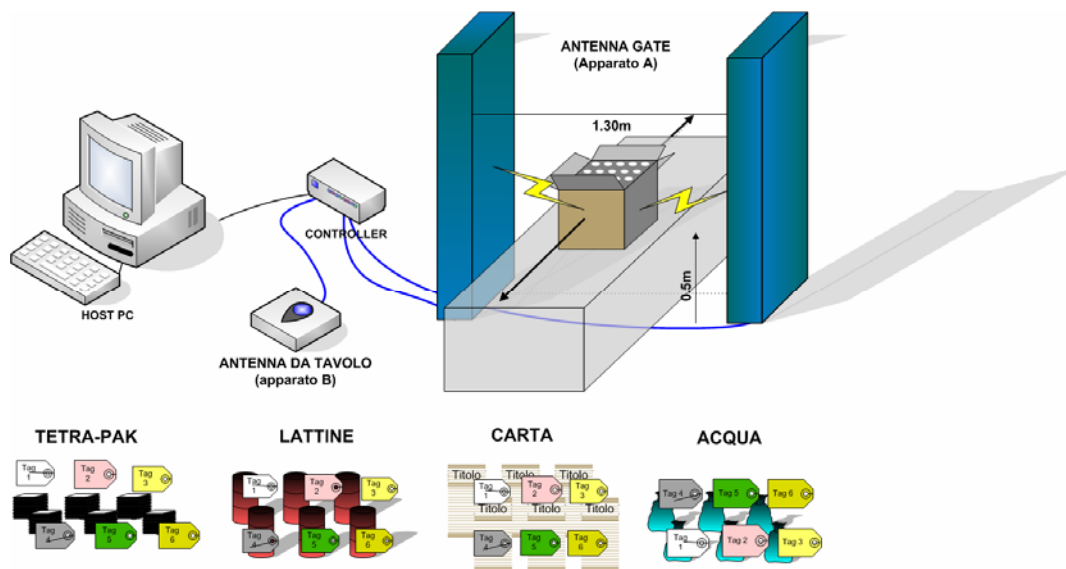 ANTENNA GATE
(Apparato A)
1.30m
CONTROLLER
0.5m
HOST PC
ANTENNA DA TAVOLO
(apparato B)
TETRA-PAK
LATTINE
CARTA
ACQUA
Tag
1
Tag
2
Tag
3
Tag
4
Tag
5
Tag
6
Tag
1
Tag
2
Tag
3
Tag
4
Tag
5
Tag
6
Titolo
Titolo
Titolo
Tag
1
Tag
2
Tag
3
Titolo
Titolo
Titolo
Tag
4
Tag
5
Tag
6
Tag 4
Tag 5
Tag 6
Tag
1
Tag 2
Tag 3